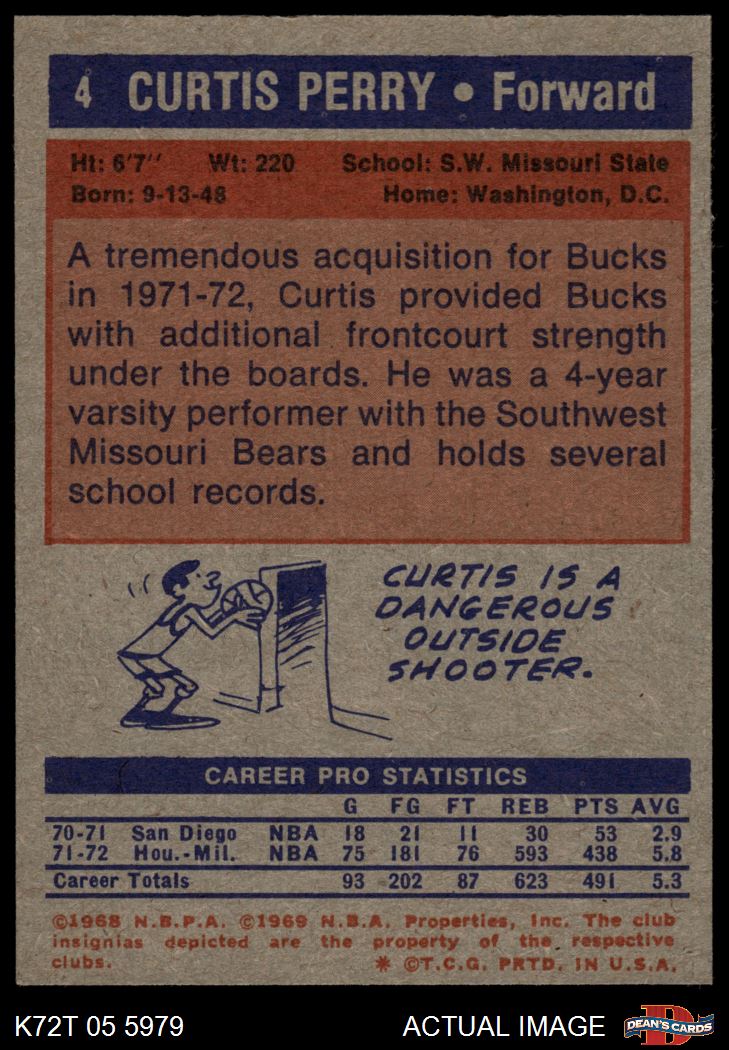 4 CURTIS PERRY • Forward
Ht: 6'7'' Wt: 220 School: S.W. Missouri State
Born: 9-13-48 Home: Washington, D.C.
A tremendous acquisition for Bucks
in 1971-72, Curtis provided Bucks
with additional frontcourt strength
under the boards. He was a 4-year
varsity performer with the Southwest
Missouri Bears and holds several
school records.
CURTIS IS A
DANGEROUS
OUTSIDE
SHOOTER.
CAREER PRO STATISTICS
G FG FT REB PTS AVG
70-71 San Diego NBA 18 21 11 30 53 2.9
71-72 Hou.-Mil. NBA 75 181 76 593 438 5.8
Career Totals 93 202 87 623 491 5.3
©1968 N.B.P.A. ©1969 N.B.A. Properties, Inc. The club
insignias depicted are the property of the respective
clubs. * ©T.C.G. PRTD. IN U.S.A.
K72T 05 5979 ACTUAL IMAGE DEAN'S CARDS